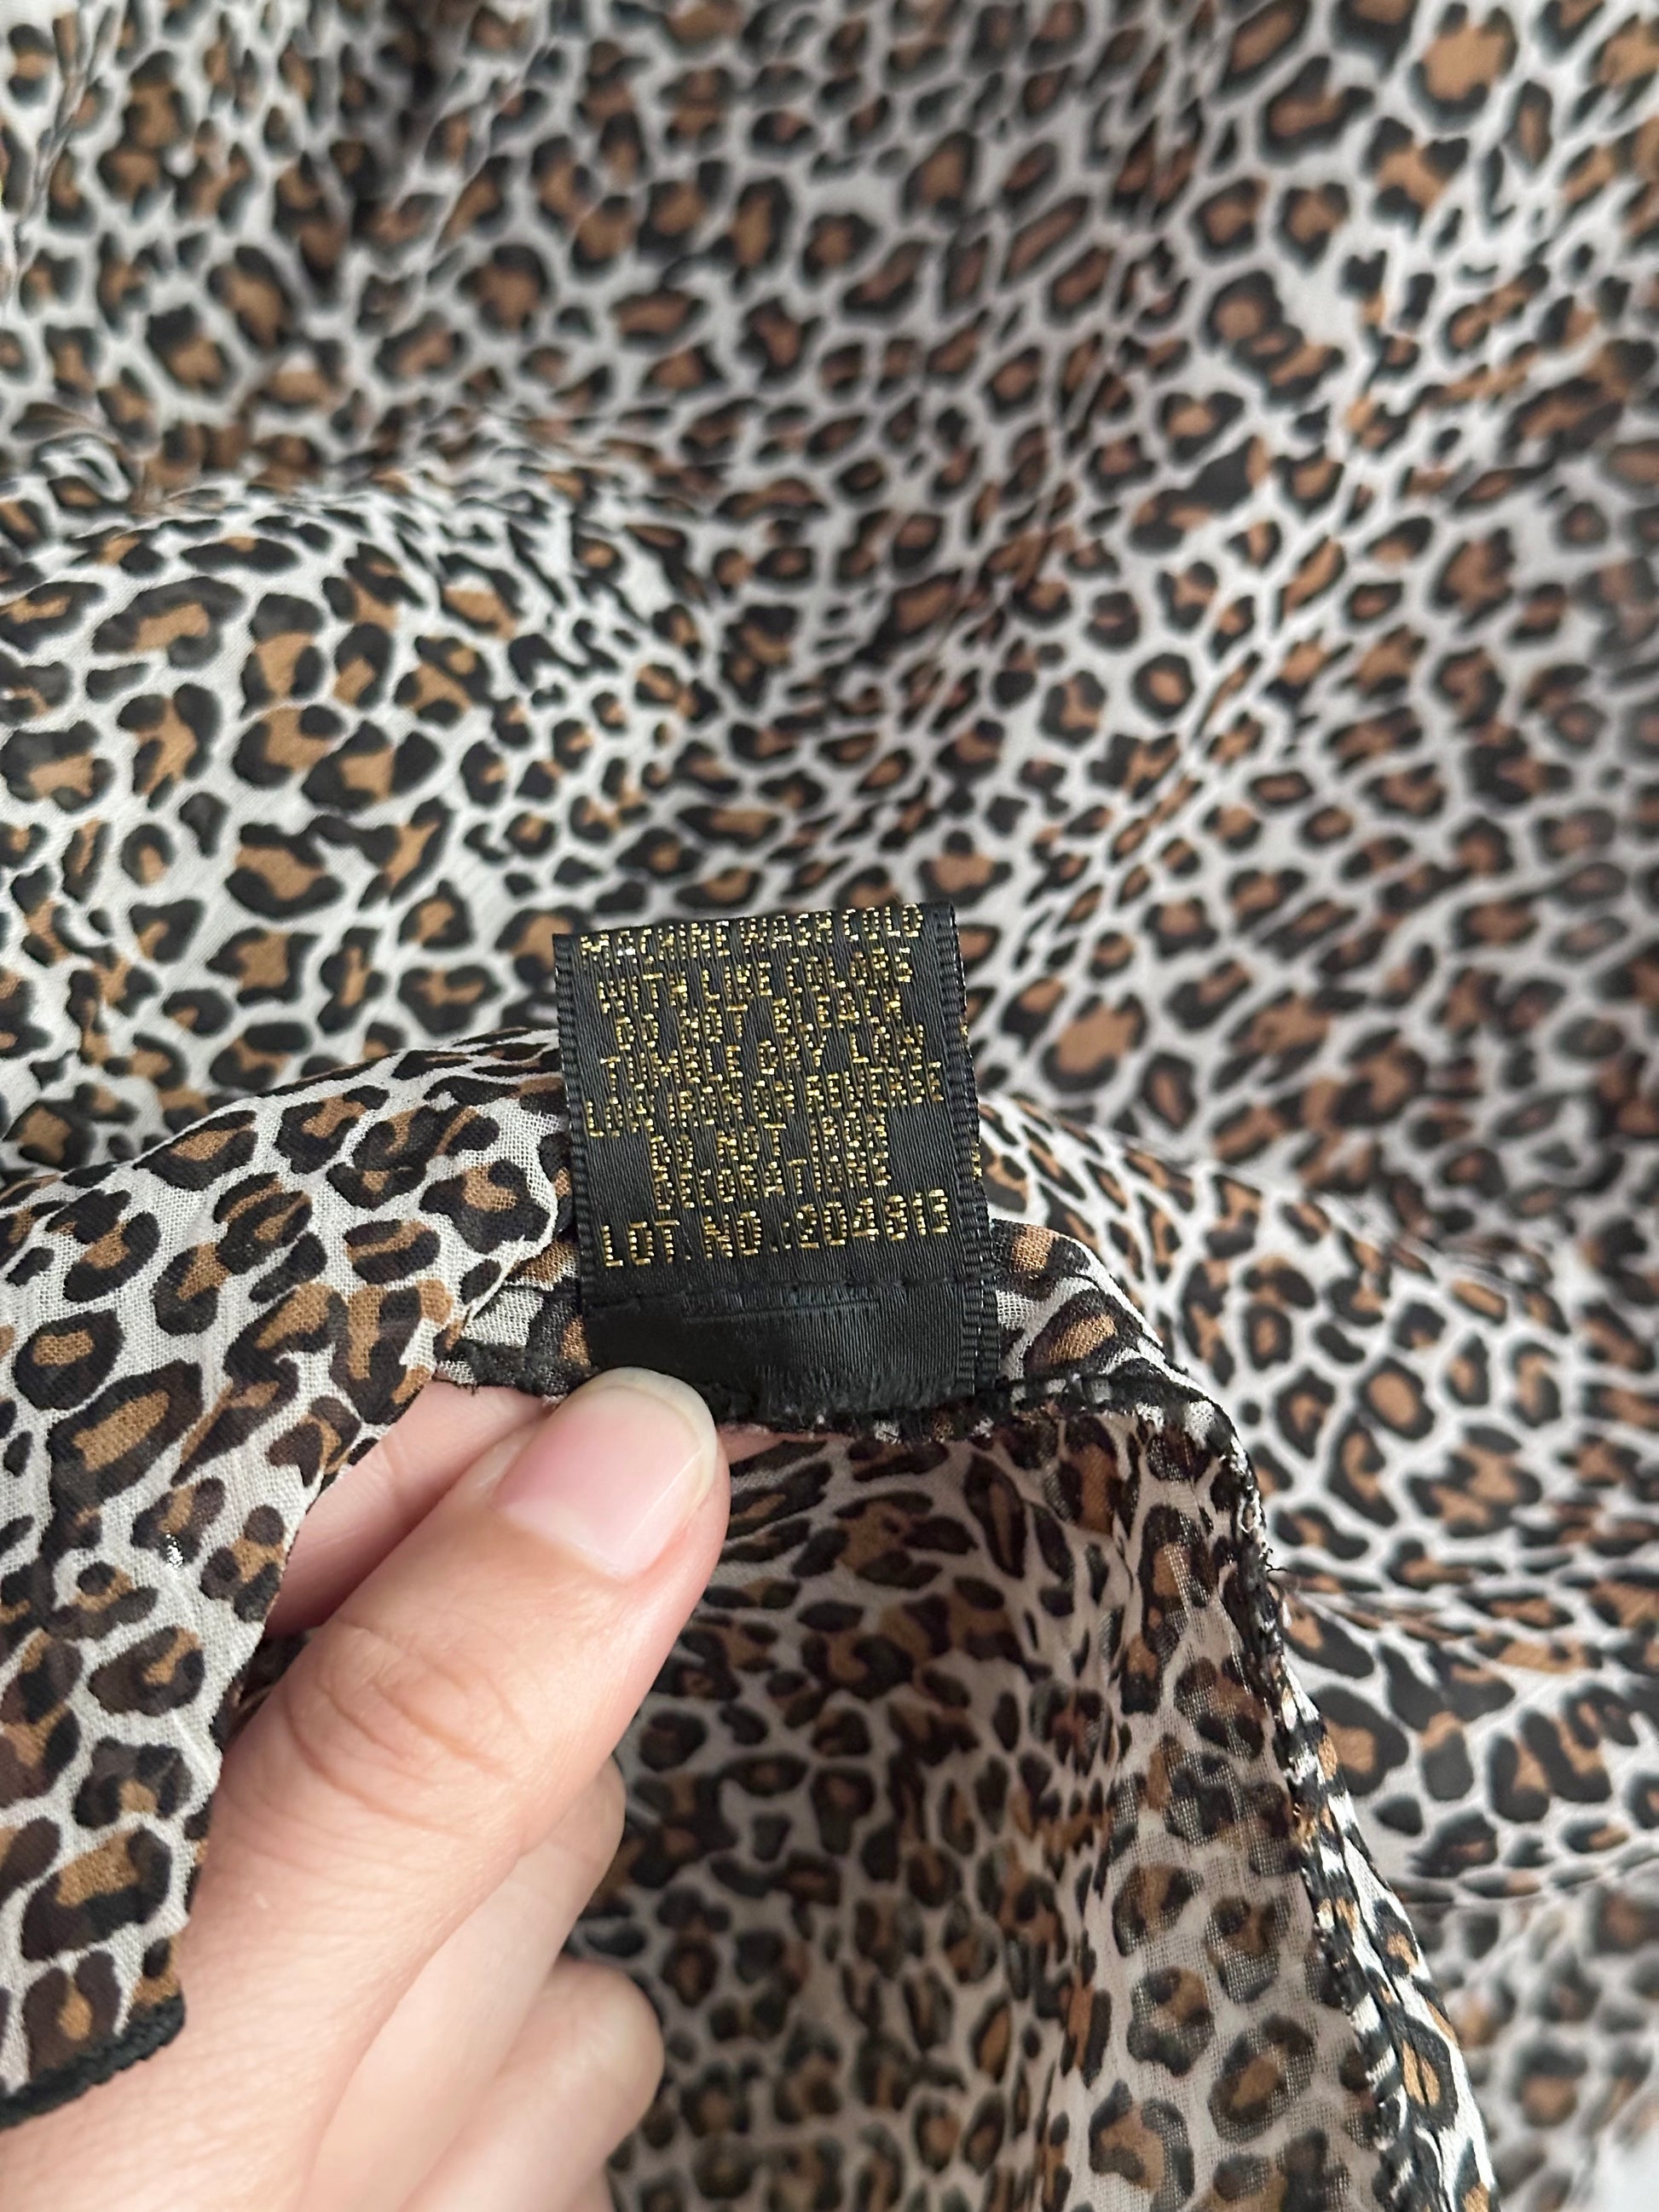 MACHINE WASH COLD
WITH LIKE COLORS
DO NOT BLEACH
TUMBLE DRY LOW
LOW IRON ON REVERSE
DO NOT IRON
DECORATIONS
LOT. NO.:204813